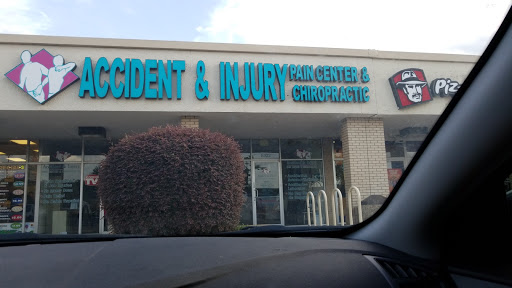 ACCIDENT & INJURY
PAIN CENTER &
CHIROPRACTIC
Piz